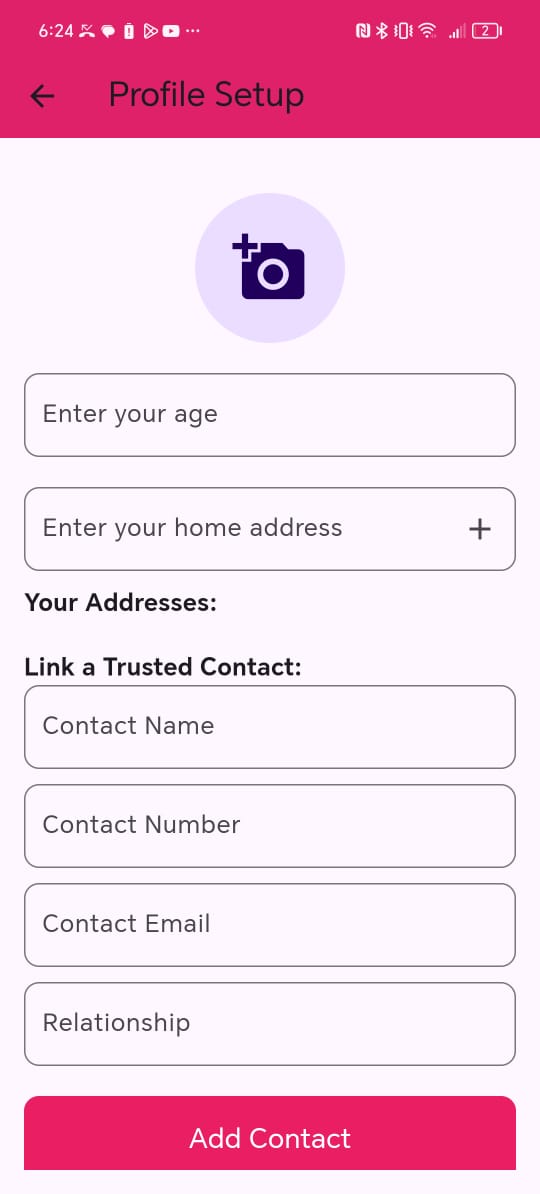 6:24
2
Profile Setup
Enter your age
Enter your home address
Your Addresses:
Link a Trusted Contact:
Contact Name
Contact Number
Contact Email
Relationship
Add Contact